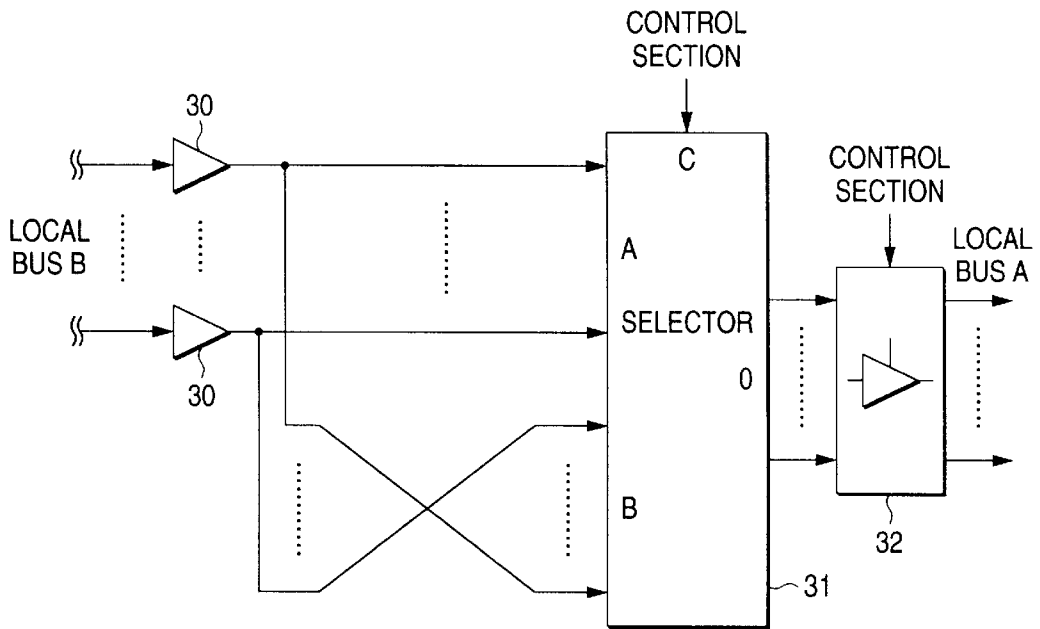 CONTROL
SECTION
30
C
CONTROL
SECTION
LOCAL
BUS B
A
LOCAL
BUS A
SELECTOR
0
30
B
32
31